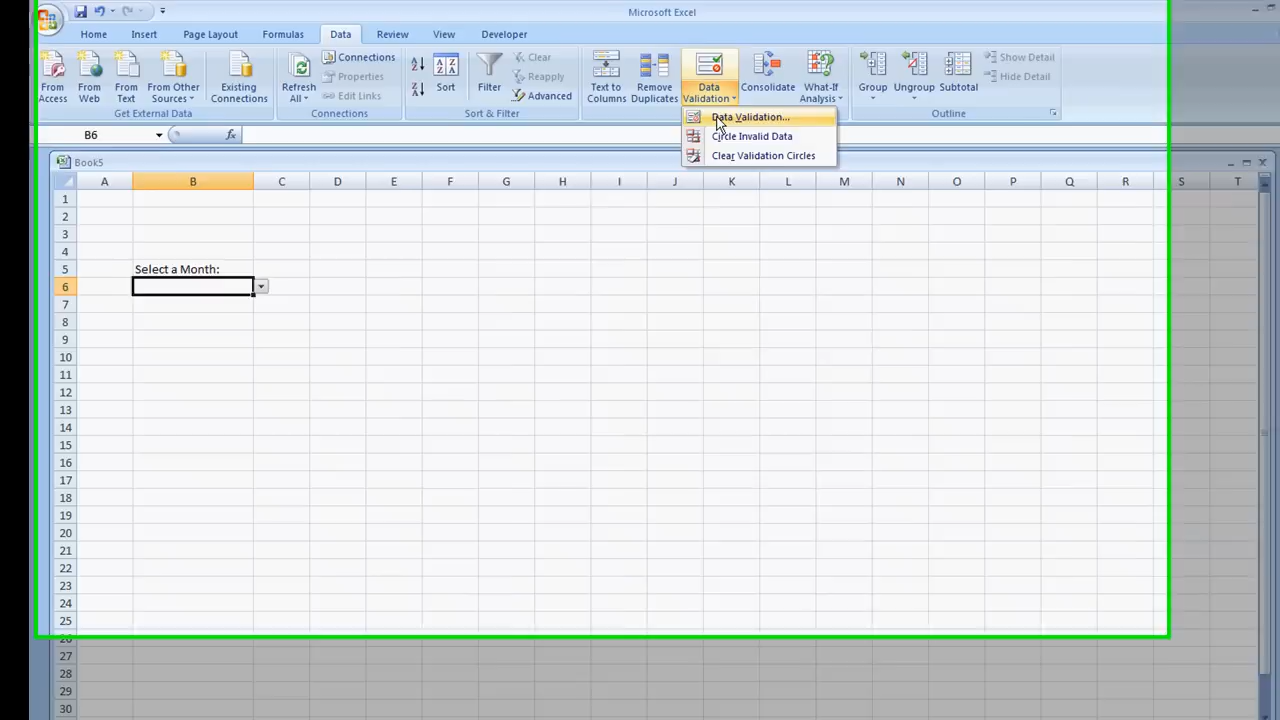 Microsoft Excel
Home Insert Page Layout Formulas Data Review View Developer
From Access
From Web
From Text
From Other Sources
Existing Connections
Get External Data
Refresh All
Connections
Properties
Edit Links
Connections
Sort
Filter
Clear
Reapply
Advanced
Sort & Filter
Text to Columns
Remove Duplicates
Data Validation
Consolidate
What-If Analysis
Group
Ungroup
Subtotal
Show Detail
Hide Detail
Outline
Data Validation...
Circle Invalid Data
Clear Validation Circles
B6 fx
Book5
A B C D E F G H I J K L M N O P Q R S T
1
2
3
4
5 Select a Month:
6
7
8
9
10
11
12
13
14
15
16
17
18
19
20
21
22
23
24
25
26
27
28
29
30